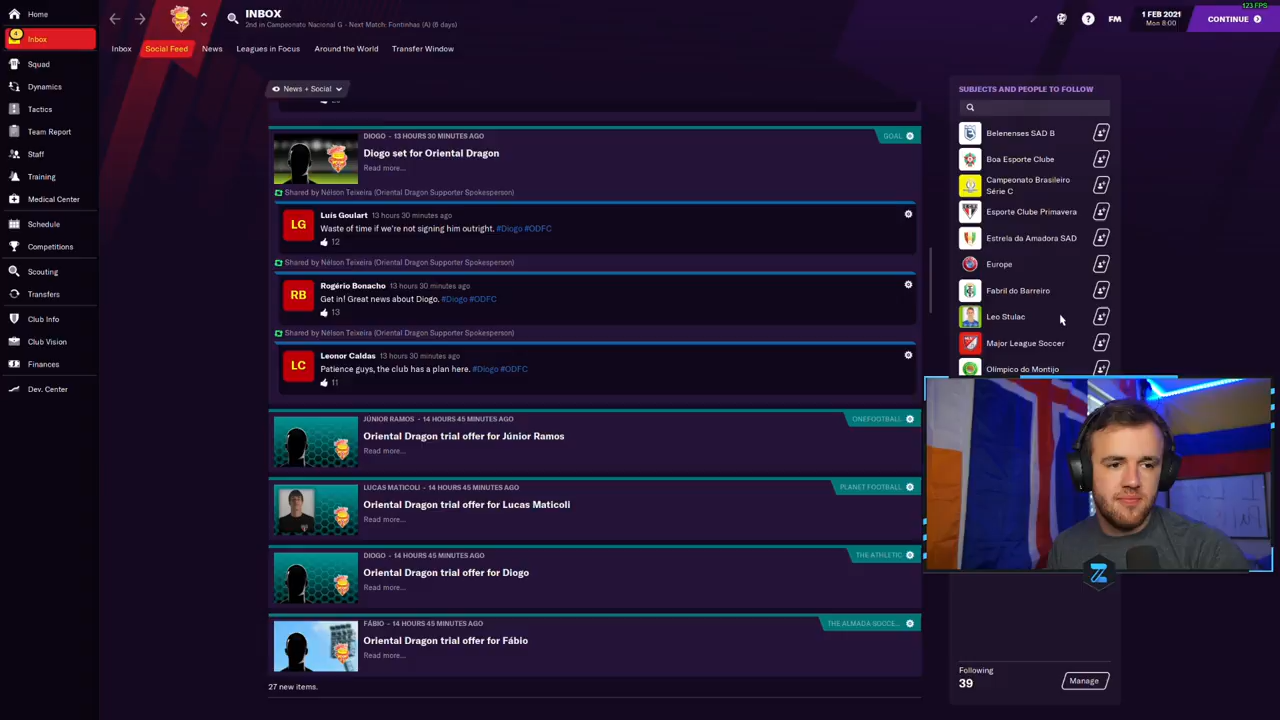 123 FPS
INBOX
2nd in Campeonato Nacional G - Next Match: Fontinhas (A) (6 days)
1 FEB 2021
Mon 8:00
CONTINUE
FM
Home
4
Inbox
Squad
Dynamics
Tactics
Team Report
Staff
Training
Medical Center
Schedule
Competitions
Scouting
Transfers
Club Info
Club Vision
Finances
Dev. Center
Inbox
Social Feed
News
Leagues in Focus
Around the World
Transfer Window
News + Social
DIOGO - 13 HOURS 30 MINUTES AGO
GOAL
Diogo set for Oriental Dragon
Read more...
Shared by Nélson Teixeira (Oriental Dragon Supporter Spokesperson)
LG
Luís Goulart 13 hours 30 minutes ago
Waste of time if we're not signing him outright. #Diogo #ODFC
12
Shared by Nélson Teixeira (Oriental Dragon Supporter Spokesperson)
RB
Rogério Bonacho 13 hours 30 minutes ago
Get in! Great news about Diogo. #Diogo #ODFC
13
Shared by Nélson Teixeira (Oriental Dragon Supporter Spokesperson)
LC
Leonor Caldas 13 hours 30 minutes ago
Patience guys, the club has a plan here. #Diogo #ODFC
11
JÚNIOR RAMOS - 14 HOURS 45 MINUTES AGO
ONEFOOTBALL
Oriental Dragon trial offer for Júnior Ramos
Read more...
LUCAS MATICOLI - 14 HOURS 45 MINUTES AGO
PLANET FOOTBALL
Oriental Dragon trial offer for Lucas Maticoli
Read more...
DIOGO - 14 HOURS 45 MINUTES AGO
THE ATHLETIC
Oriental Dragon trial offer for Diogo
Read more...
FÁBIO - 14 HOURS 45 MINUTES AGO
THE ALMADA SOCCE...
Oriental Dragon trial offer for Fábio
Read more...
27 new items.
SUBJECTS AND PEOPLE TO FOLLOW
Belenenses SAD B
Boa Esporte Clube
Campeonato Brasileiro
Série C
Esporte Clube Primavera
Estrela da Amadora SAD
Europe
Fabril do Barreiro
Leo Stulac
Major League Soccer
Olímpico do Montijo
Following
39
Manage